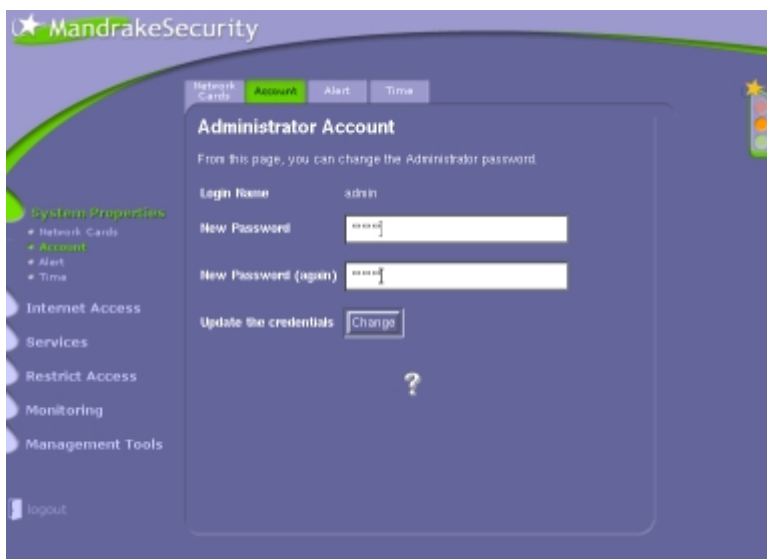 MandrakeSecurity
Network Cards
Account
Alert
Time
Administrator Account
From this page, you can change the Administrator password.
Login Name admin
New Password ****
New Password (again) ****
Update the credentials Change
?
System Properties
Network Cards
Account
Alert
Time
Internet Access
Services
Restrict Access
Monitoring
Management Tools
logout